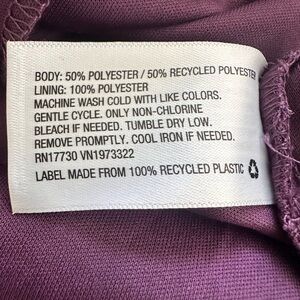 BODY: 50% POLYESTER / 50% RECYCLED POLYESTER
LINING: 100% POLYESTER
MACHINE WASH COLD WITH LIKE COLORS.
GENTLE CYCLE. ONLY NON-CHLORINE
BLEACH IF NEEDED. TUMBLE DRY LOW.
REMOVE PROMPTLY. COOL IRON IF NEEDED.
RN17730 VN1973322
LABEL MADE FROM 100% RECYCLED PLASTIC